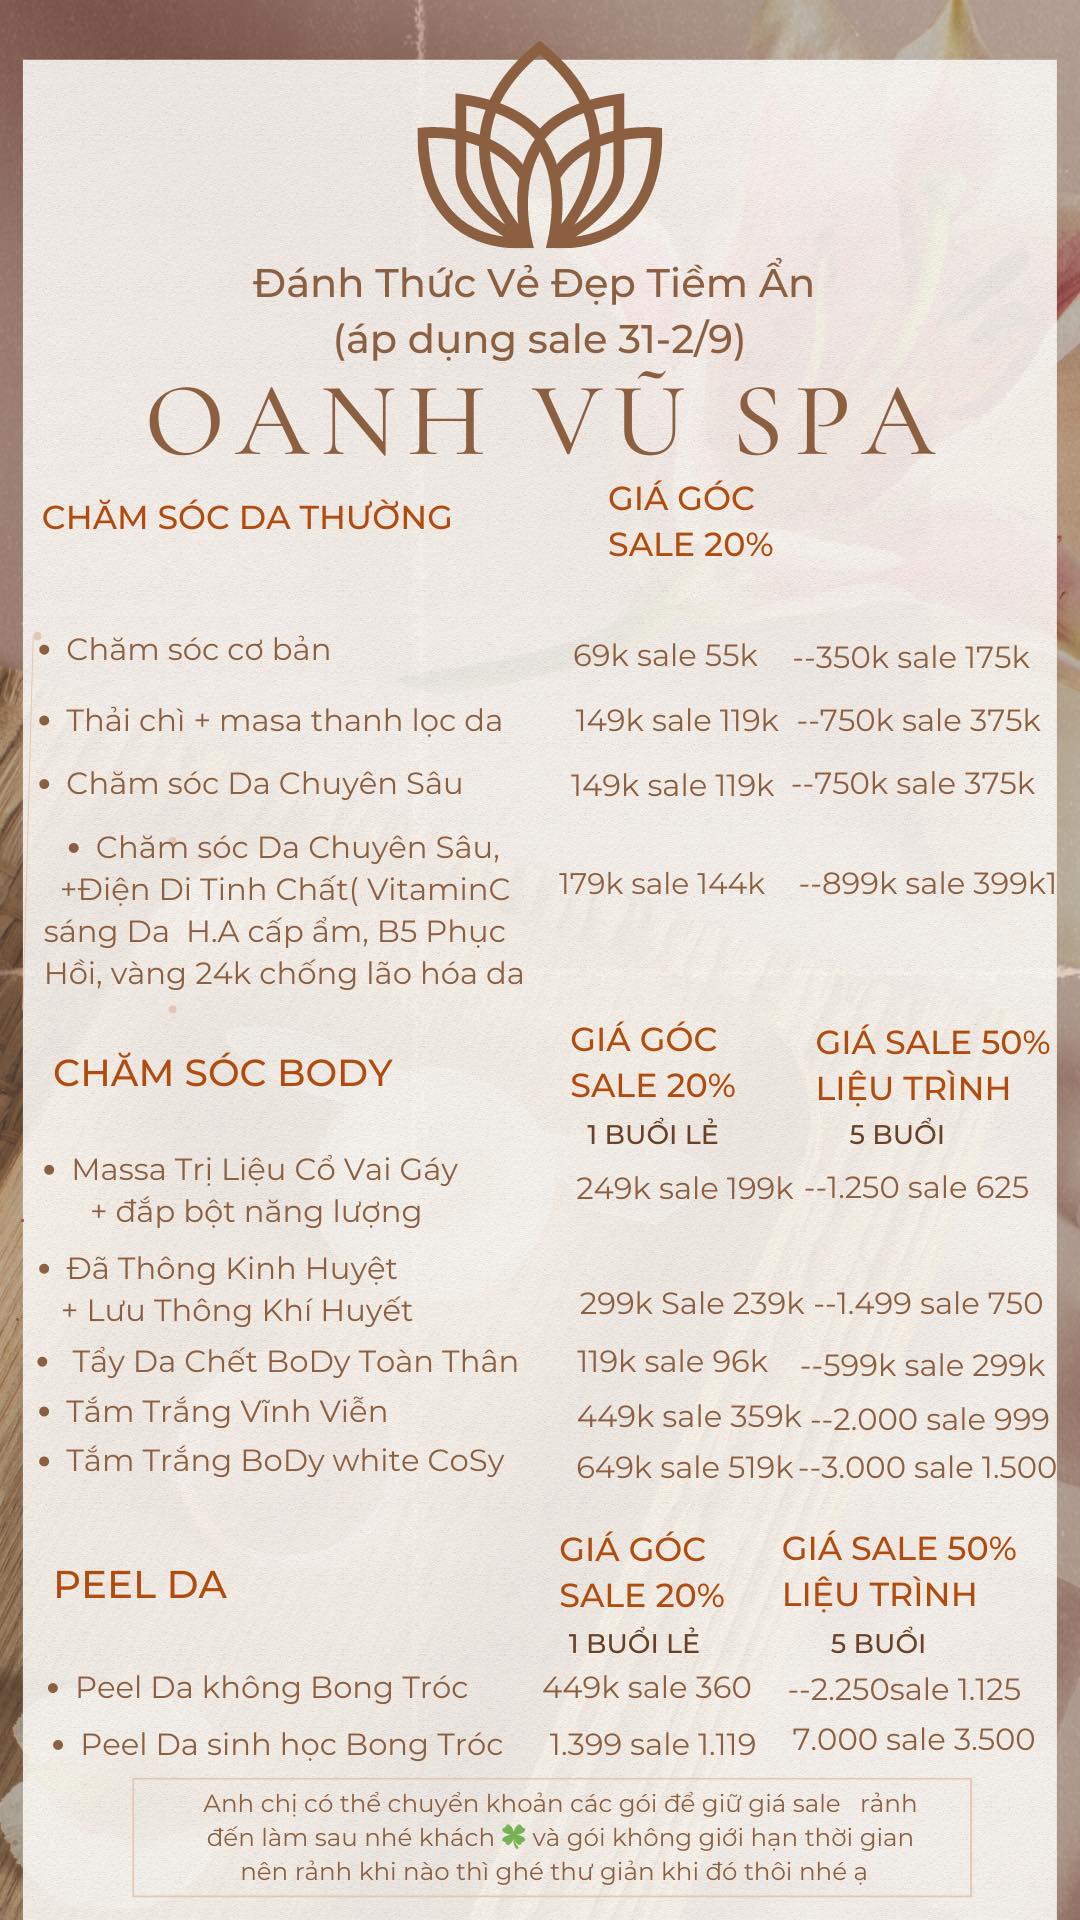 Đánh Thức Vẻ Đẹp Tiềm Ẩn
(áp dụng sale 31-2/9)
OANH VŨ SPA
CHĂM SÓC DA THƯỜNG
GIÁ GÓC
SALE 20%
• Chăm sóc cơ bản 69k sale 55k --350k sale 175k
• Thải chì + masa thanh lọc da 149k sale 119k --750k sale 375k
• Chăm sóc Da Chuyên Sâu 149k sale 119k --750k sale 375k
• Chăm sóc Da Chuyên Sâu,
+Điện Di Tinh Chất( VitaminC
sáng Da H.A cấp ẩm, B5 Phục
Hồi, vàng 24k chống lão hóa da
179k sale 144k --899k sale 399k1
CHĂM SÓC BODY
GIÁ GÓC
SALE 20%
1 BUỔI LẺ
GIÁ SALE 50%
LIỆU TRÌNH
5 BUỔI
• Massa Trị Liệu Cổ Vai Gáy
+ đắp bột năng lượng
249k sale 199k --1.250 sale 625
• Đã Thông Kinh Huyệt
+ Lưu Thông Khí Huyết
299k Sale 239k --1.499 sale 750
• Tẩy Da Chết BoDy Toàn Thân 119k sale 96k --599k sale 299k
• Tắm Trắng Vĩnh Viễn 449k sale 359k --2.000 sale 999
• Tắm Trắng BoDy white CoSy 649k sale 519k --3.000 sale 1.500
PEEL DA
GIÁ GÓC
SALE 20%
1 BUỔI LẺ
GIÁ SALE 50%
LIỆU TRÌNH
5 BUỔI
• Peel Da không Bong Tróc 449k sale 360 --2.250sale 1.125
• Peel Da sinh học Bong Tróc 1.399 sale 1.119 7.000 sale 3.500
Anh chị có thể chuyển khoản các gói để giữ giá sale rảnh
đến làm sau nhé khách 🍀 và gói không giới hạn thời gian
nên rảnh khi nào thì ghé thư giản khi đó thôi nhé ạ